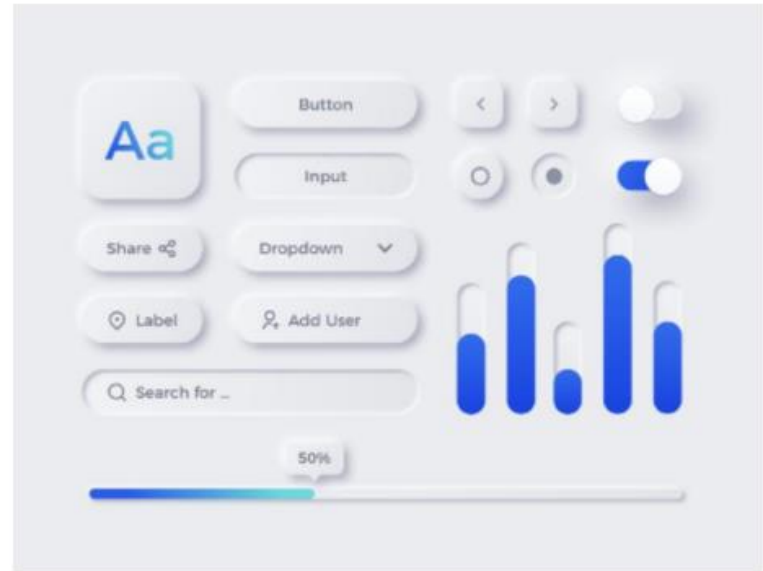 Aa
Button
Input
Share
Dropdown
Label
Add User
Search for ...
50%